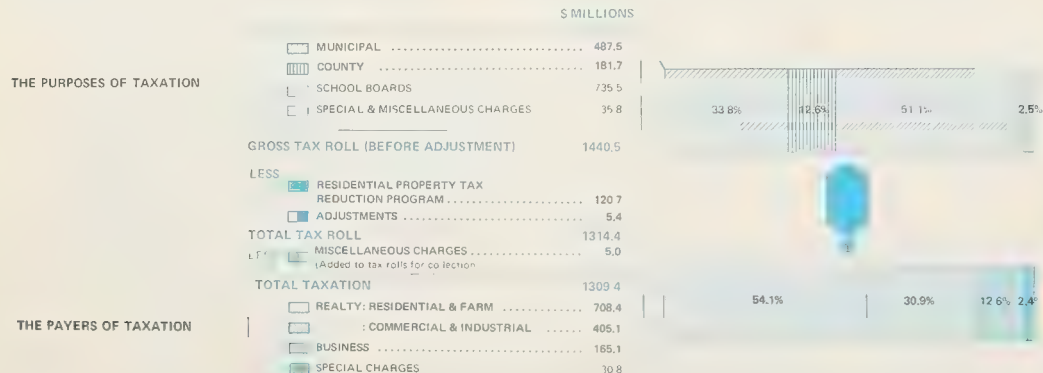 $ MILLIONS
MUNICIPAL .............................. 487.5
COUNTY ................................ 181.7
THE PURPOSES OF TAXATION
SCHOOL BOARDS 735 5
SPECIAL & MISCELLANEOUS CHARGES 35 8
33 8% 12.6% 51 1% 2.5%
GROSS TAX ROLL (BEFORE ADJUSTMENT) 1440.5
LESS
RESIDENTIAL PROPERTY TAX
REDUCTION PROGRAM ..................... 120 7
ADJUSTMENTS ............................ 5.4
TOTAL TAX ROLL 1314.4
MISCELLANEOUS CHARGES ................. 5.0
(Added to tax rolls for collection
TOTAL TAXATION 1309 4
54.1% 30.9% 12 6% 2.4%
REALTY: RESIDENTIAL & FARM ............ 708.4
THE PAYERS OF TAXATION
: COMMERCIAL & INDUSTRIAL ...... 405.1
BUSINESS ............................... 165.1
SPECIAL CHARGES 30 8